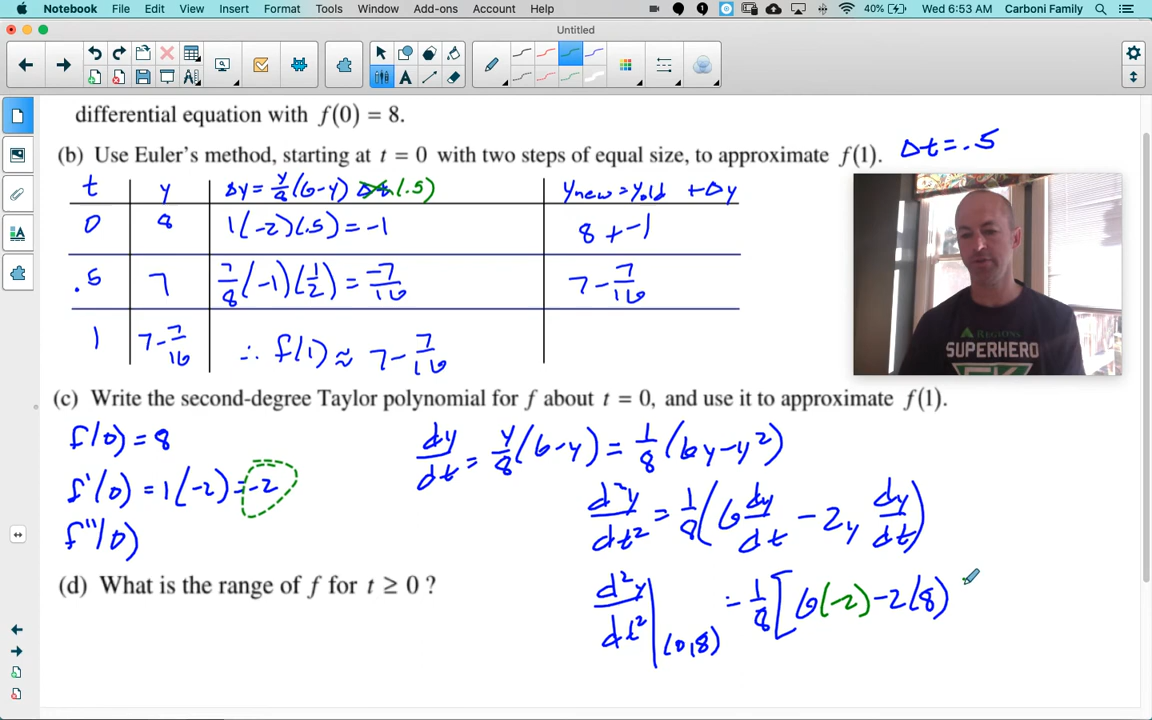 Notebook File Edit View Insert Format Tools Window Add-ons Account Help 40% Wed 6:53 AM Carboni Family
Untitled
differential equation with f(0) = 8.
(b) Use Euler's method, starting at t = 0 with two steps of equal size, to approximate f(1). Δt = .5
t y Δy = y/8 (6-y) Δt (.5) ynew = yold + Δy
0 8 1(-2)(.5) = -1 8 + -1
.5 7 7/8 (-1)(1/2) = -7/16 7 - 7/16
1 7 - 7/16 ∴ f(1) ≈ 7 - 7/16
REGIONS
SUPERHERO
5K
(c) Write the second-degree Taylor polynomial for f about t = 0, and use it to approximate f(1).
f(0) = 8
dy/dt = y/8 (6-y) = 1/8 (6y - y²)
f'(0) = 1(-2) = -2
d²y/dt² = 1/8 (6 dy/dt - 2y dy/dt)
f''(0)
(d) What is the range of f for t ≥ 0 ?
d²y/dt² |(0,8) = 1/8 [6(-2) - 2(8)